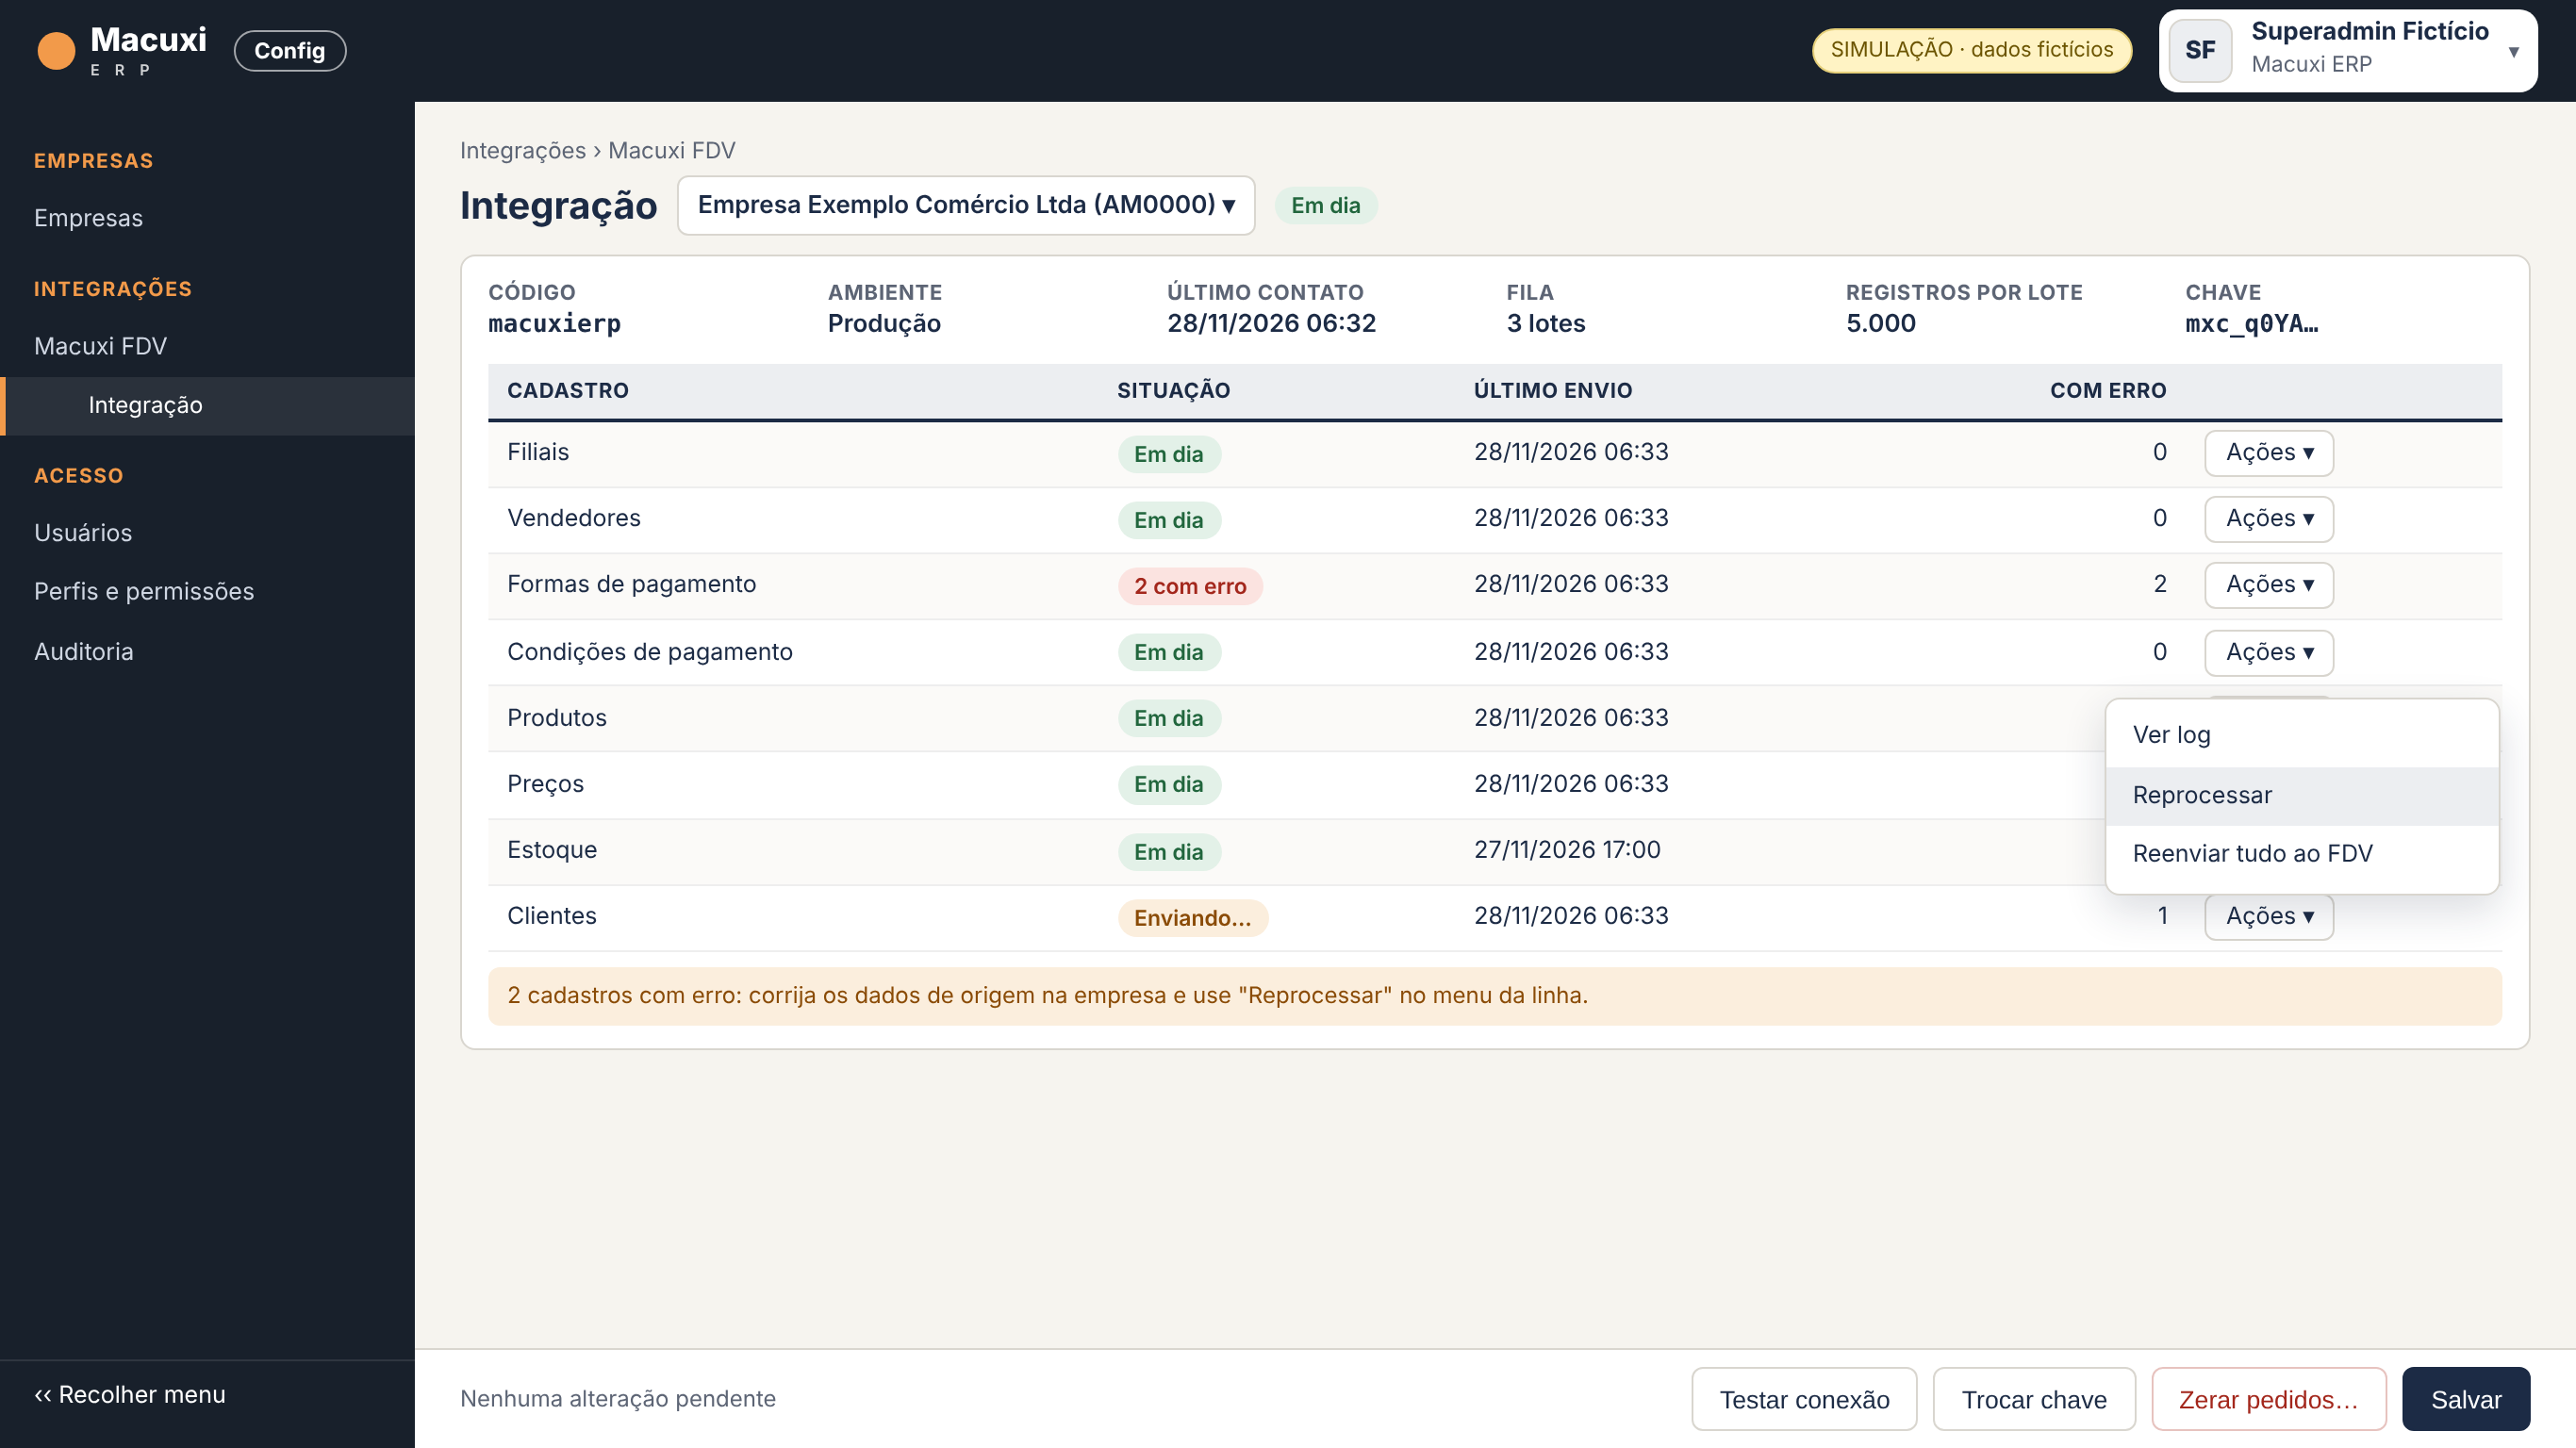 Macuxi
ERP
Config
SIMULAÇÃO · dados fictícios
SF
Superadmin Fictício
Macuxi ERP
EMPRESAS
Empresas
INTEGRAÇÕES
Macuxi FDV
Integração
ACESSO
Usuários
Perfis e permissões
Auditoria
‹‹ Recolher menu
Integrações › Macuxi FDV
Integração
Empresa Exemplo Comércio Ltda (AM0000) ▾
Em dia
CÓDIGO AMBIENTE ÚLTIMO CONTATO FILA REGISTROS POR LOTE CHAVE
macuxierp Produção 28/11/2026 06:32 3 lotes 5.000 mxc_q0YA…
CADASTRO SITUAÇÃO ÚLTIMO ENVIO COM ERRO
Filiais Em dia 28/11/2026 06:33 0 Ações ▾
Vendedores Em dia 28/11/2026 06:33 0 Ações ▾
Formas de pagamento 2 com erro 28/11/2026 06:33 2 Ações ▾
Condições de pagamento Em dia 28/11/2026 06:33 0 Ações ▾
Produtos Em dia 28/11/2026 06:33
Preços Em dia 28/11/2026 06:33
Estoque Em dia 27/11/2026 17:00
Clientes Enviando… 28/11/2026 06:33 1 Ações ▾
Ver log
Reprocessar
Reenviar tudo ao FDV
2 cadastros com erro: corrija os dados de origem na empresa e use "Reprocessar" no menu da linha.
Nenhuma alteração pendente
Testar conexão
Trocar chave
Zerar pedidos…
Salvar